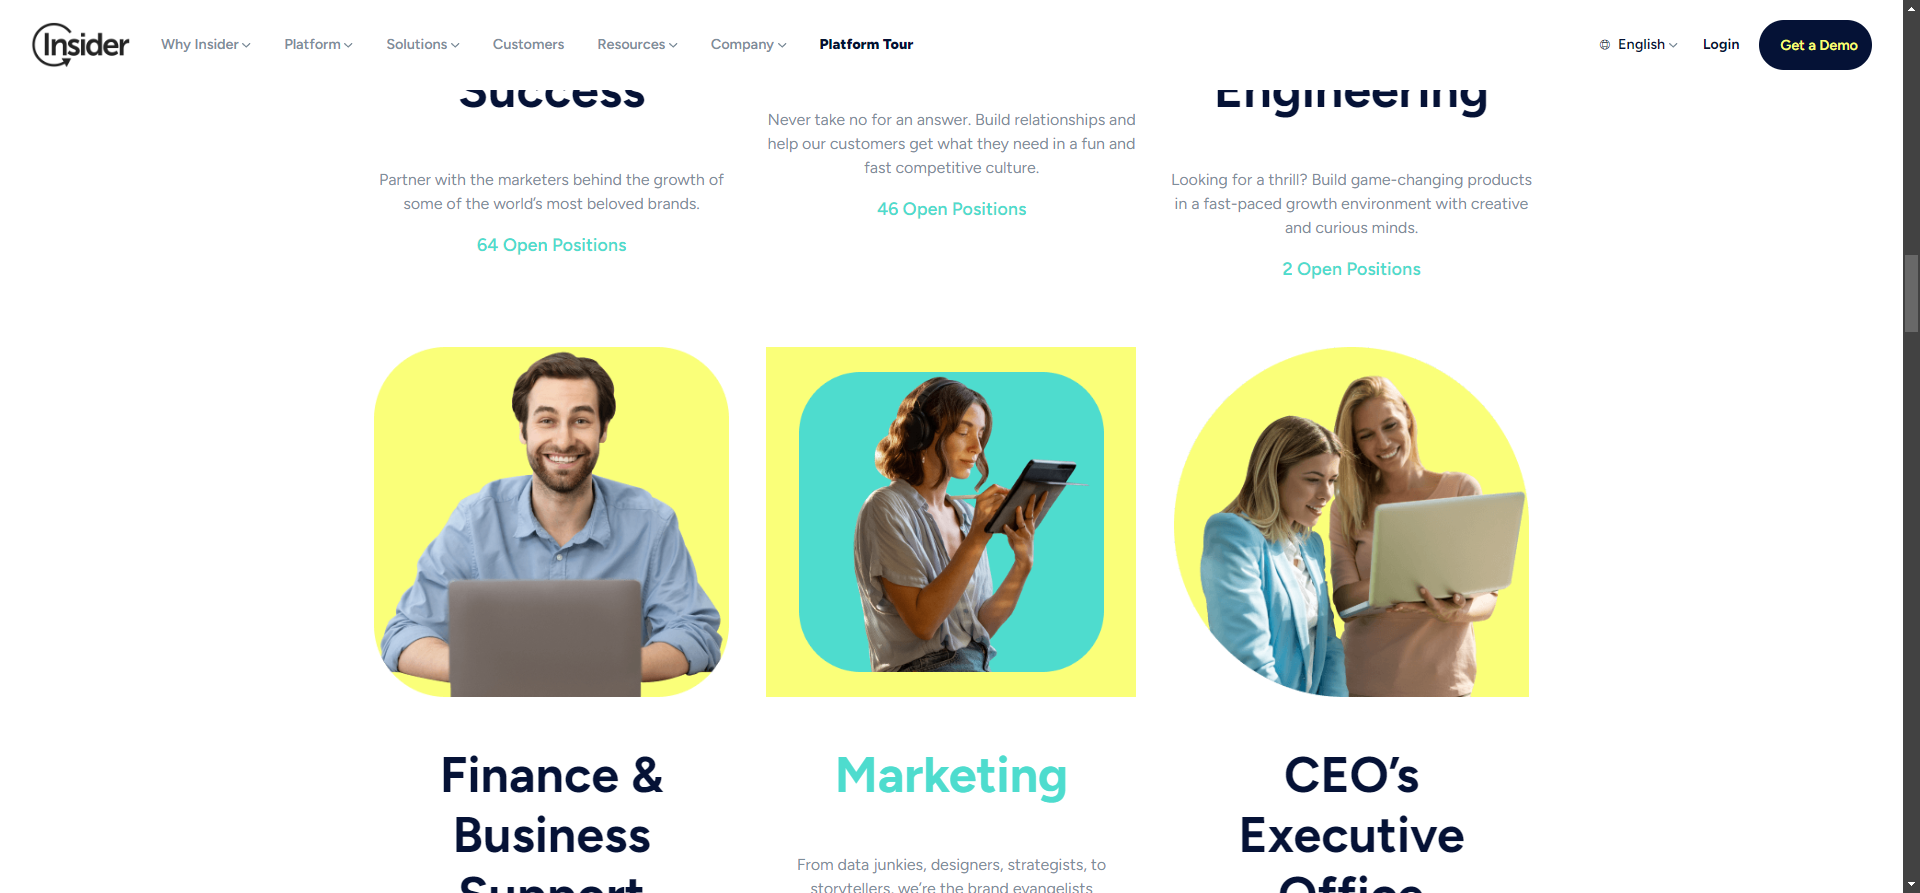 Insider
Why Insider
Platform
Solutions
Customers
Resources
Company
Platform Tour
English
Login
Get a Demo
Success
Partner with the marketers behind the growth of
some of the world’s most beloved brands.
64 Open Positions
Never take no for an answer. Build relationships and
help our customers get what they need in a fun and
fast competitive culture.
46 Open Positions
Engineering
Looking for a thrill? Build game-changing products
in a fast-paced growth environment with creative
and curious minds.
2 Open Positions
Finance &
Business
Support
Marketing
From data junkies, designers, strategists, to
storytellers, we’re the brand evangelists
CEO’s
Executive
Office